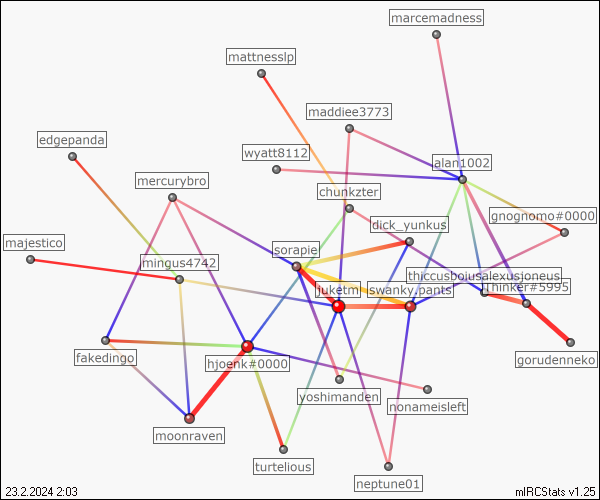 marcemadness
mattnesslp
maddiee3773
edgepanda
wyatt8112
alan1002
mercurybro
chunkzter
gnognomo#0000
dick_yunkus
majestico
sorapie
mingus4742
thiccusbojusalexusjoneus
juketmi
swanky.pants
Thinker#5995
fakedingo
hjoenk#0000
gorudenneko
yoshimanden
nonameisleft
moonraven
turtelious
neptune01
23.2.2024 2:03
mIRCStats v1.25